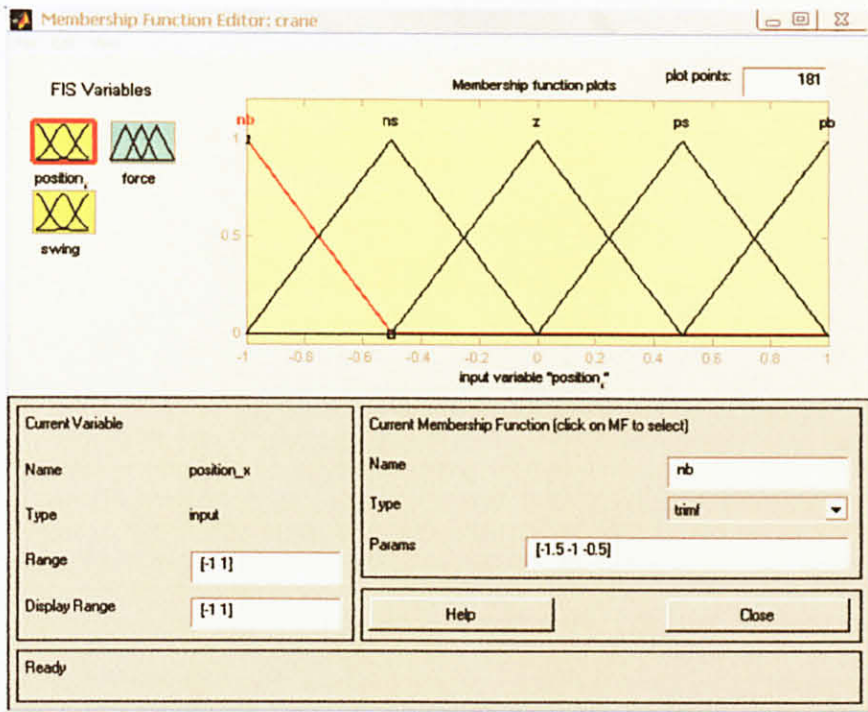 Membership Function Editor: crane
FIS Variables
position,
force
swing
Membership function plots
plot points:
181
nb
ns
z
ps
pb
1
0.5
0
-1
-0.8
-0.6
-0.4
-0.2
0
0.2
0.4
0.6
0.8
1
input variable "position,"
Current Variable
Name
position_x
Type
input
Range
[-1 1]
Display Range
[-1 1]
Current Membership Function (click on MF to select)
Name
nb
Type
trimf
Params
[-1.5 -1 -0.5]
Help
Close
Ready